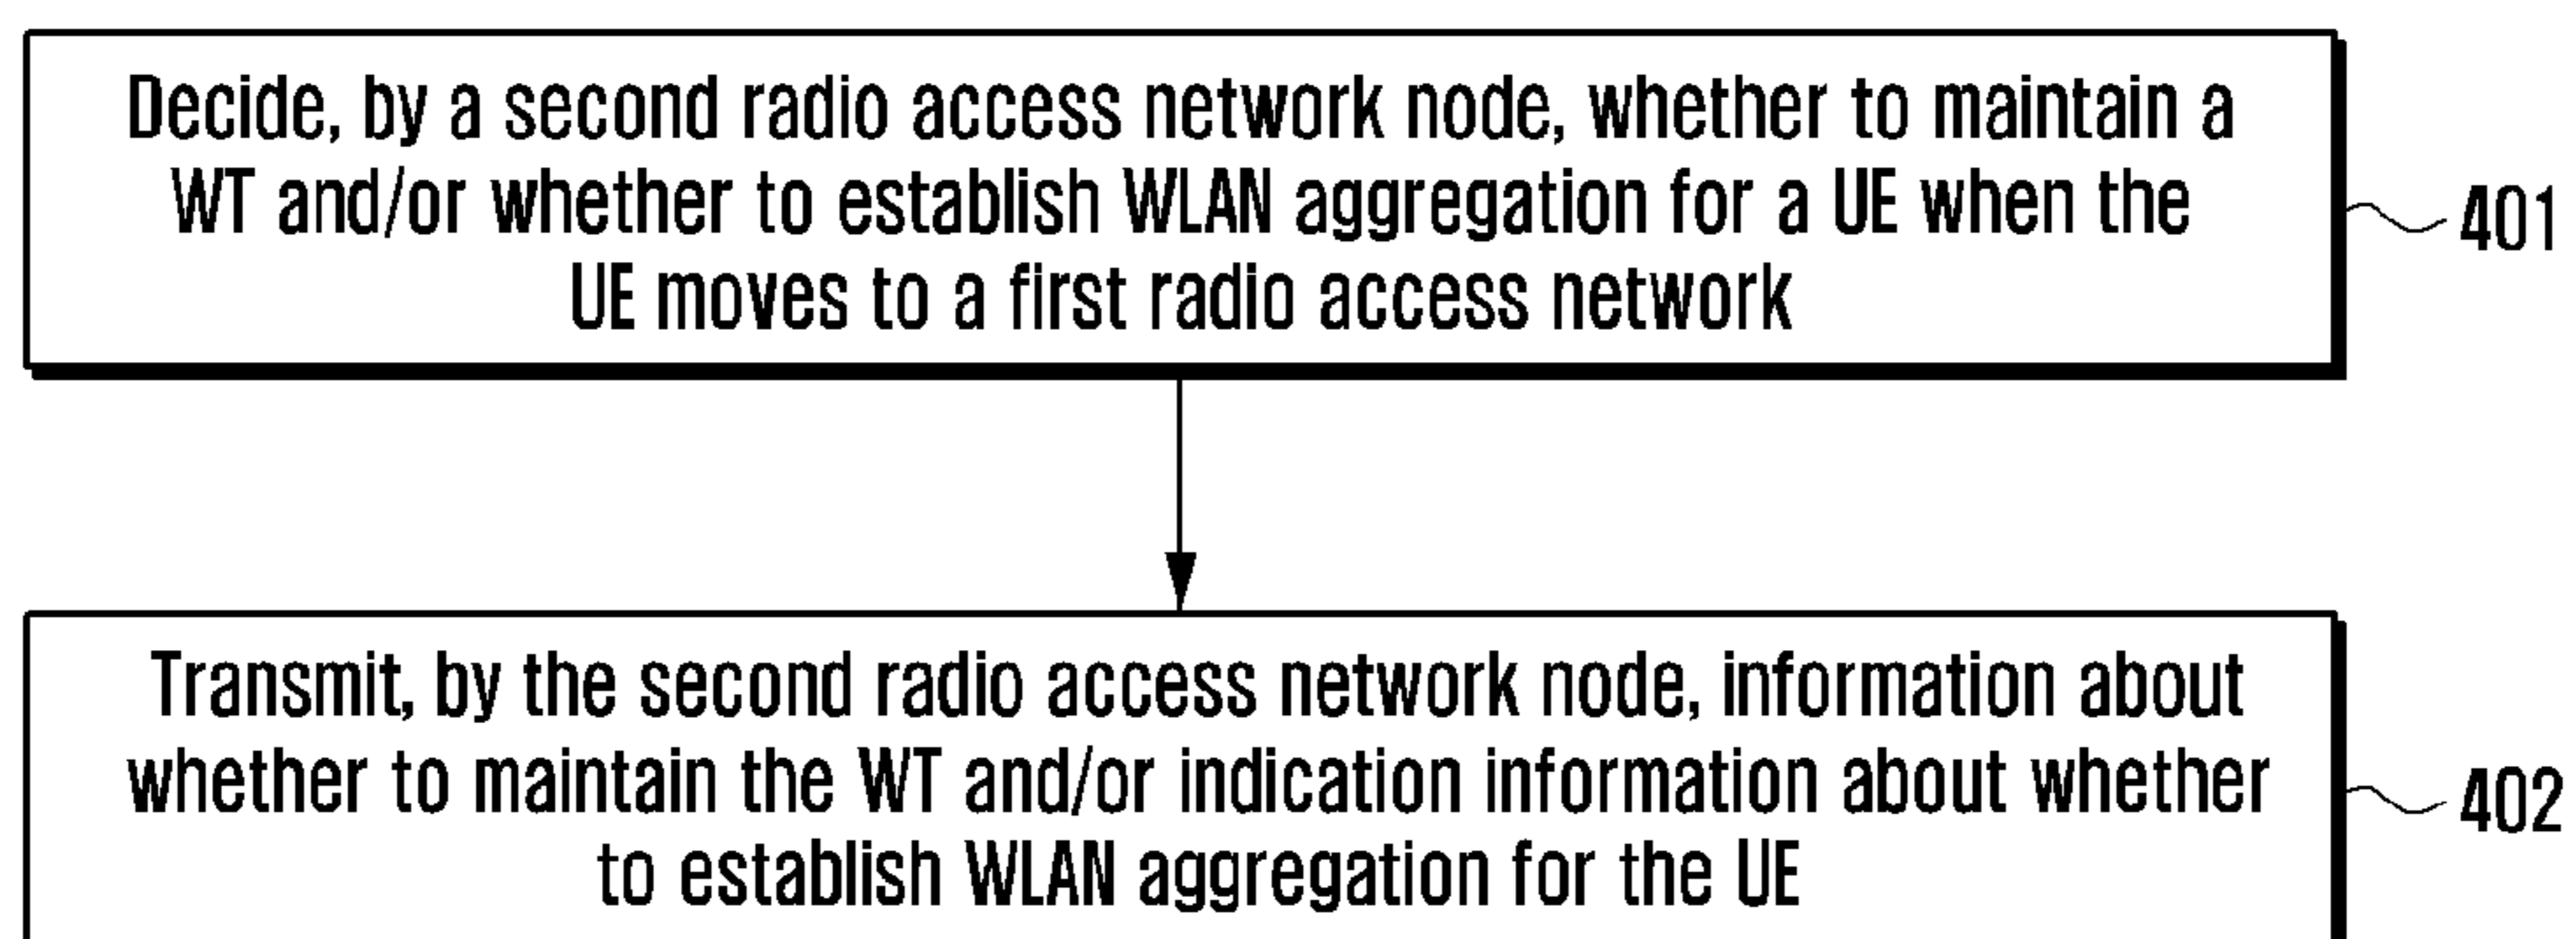 Decide, by a second radio access network node, whether to maintain a
WT and/or whether to establish WLAN aggregation for a UE when the
UE moves to a first radio access network
401
Transmit, by the second radio access network node, information about
whether to maintain the WT and/or indication information about whether
to establish WLAN aggregation for the UE
402